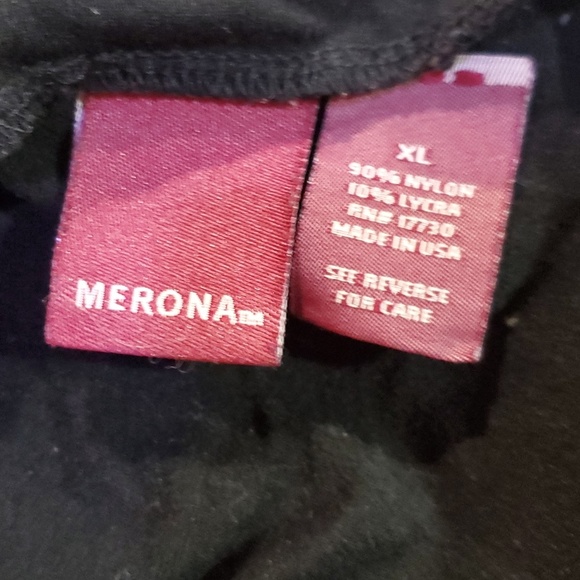 MERONA™
XL
90% NYLON
10% LYCRA
RN# 17730
MADE IN USA
SEE REVERSE
FOR CARE